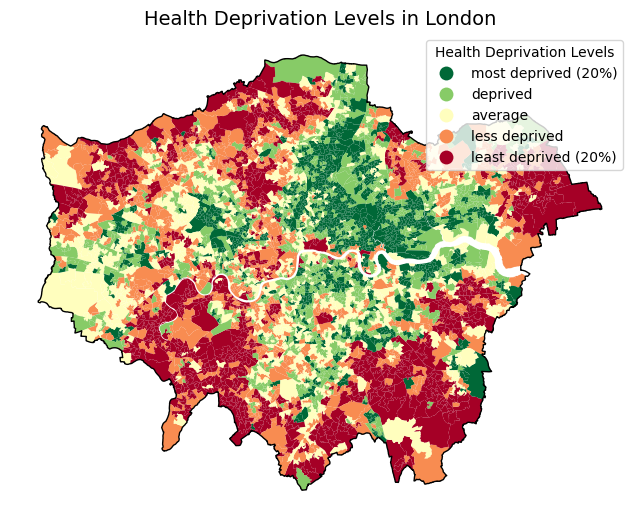 Health Deprivation Levels in London
Health Deprivation Levels
most deprived (20%)
deprived
average
less deprived
least deprived (20%)